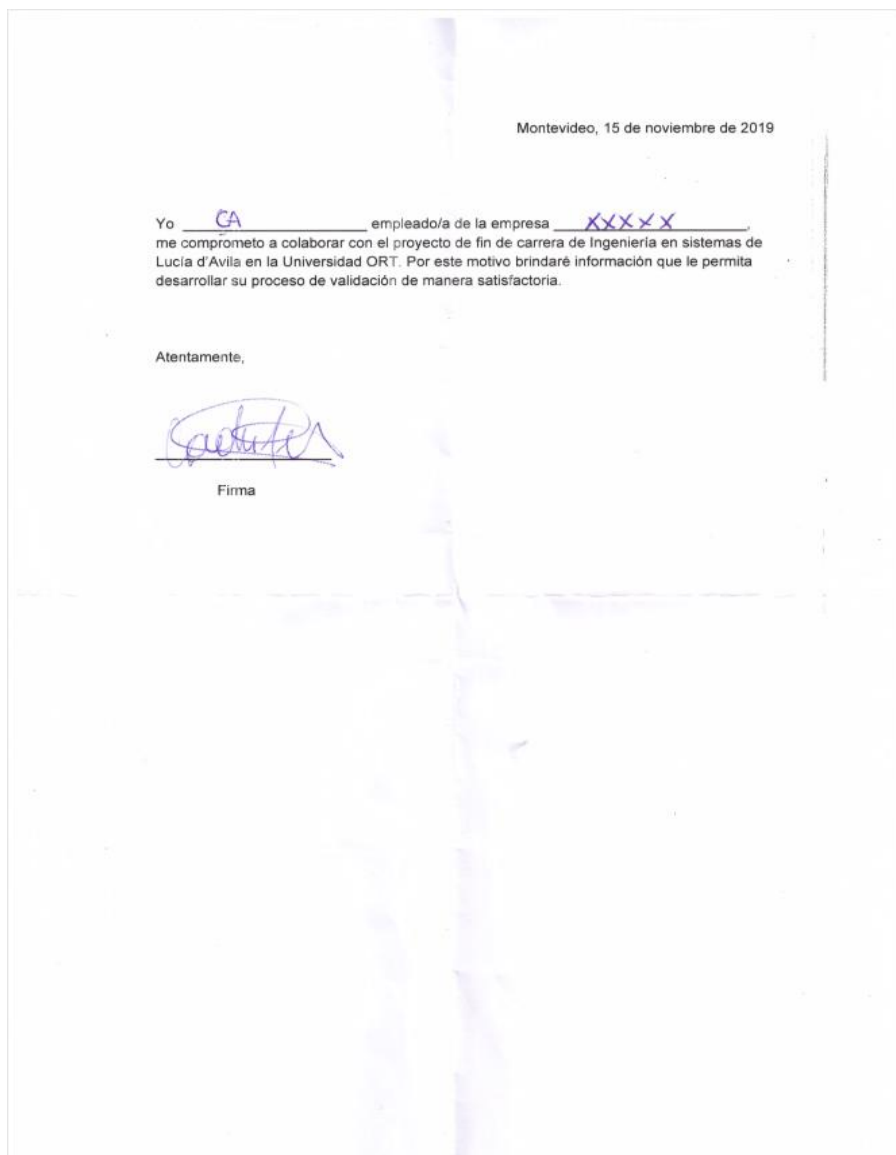 Montevideo, 15 de noviembre de 2019
Yo CA empleado/a de la empresa XXXXX,
me comprometo a colaborar con el proyecto de fin de carrera de Ingeniería en sistemas de
Lucía d'Avila en la Universidad ORT. Por este motivo brindaré información que le permita
desarrollar su proceso de validación de manera satisfactoria.
Atentamente,
Firma